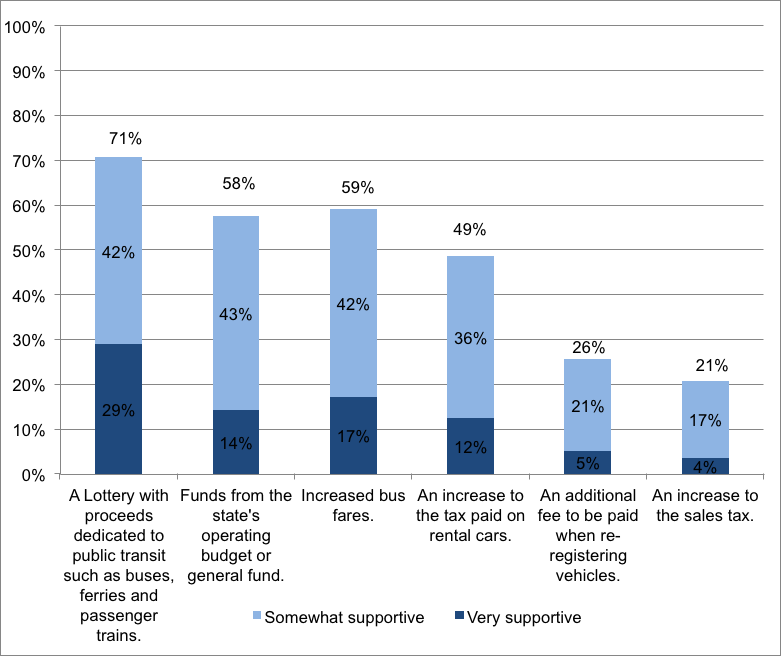 100%
90%
80%
70%
60%
50%
40%
30%
20%
10%
0%
71%
42%
29%
58%
43%
14%
59%
42%
17%
49%
36%
12%
26%
21%
5%
21%
17%
4%
A Lottery with
proceeds
dedicated to
public transit
such as buses,
ferries and
passenger
trains.
Funds from the
state's
operating
budget or
general fund.
Increased bus
fares.
An increase to
the tax paid on
rental cars.
An additional
fee to be paid
when re-
registering
vehicles.
An increase to
the sales tax.
Somewhat supportive
Very supportive